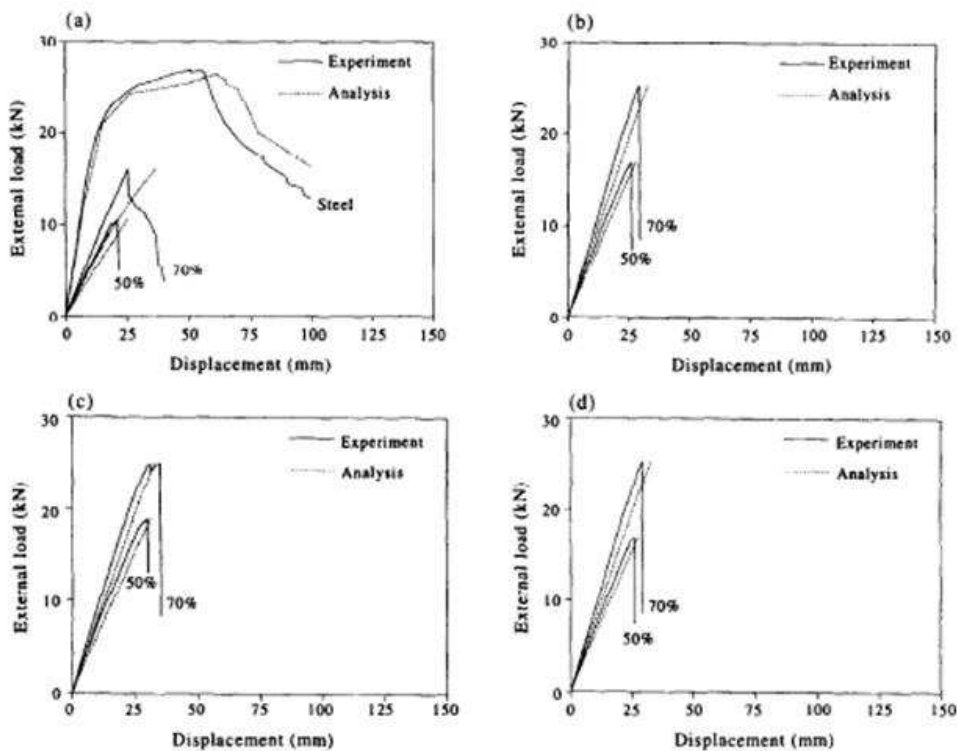 (a)
30
20
10
0
External load (kN)
Experiment
Analysis
Steel
50%
70%
0 25 50 75 100 125 150
Displacement (mm)
(b)
30
20
10
0
External load (kN)
Experiment
Analysis
70%
50%
0 25 50 75 100 125 150
Displacement (mm)
(c)
30
20
10
0
External load (kN)
Experiment
Analysis
50%
70%
0 25 50 75 100 125 150
Displacement (mm)
(d)
30
20
10
0
External load (kN)
Experiment
Analysis
70%
50%
0 25 50 75 100 125 150
Displacement (mm)